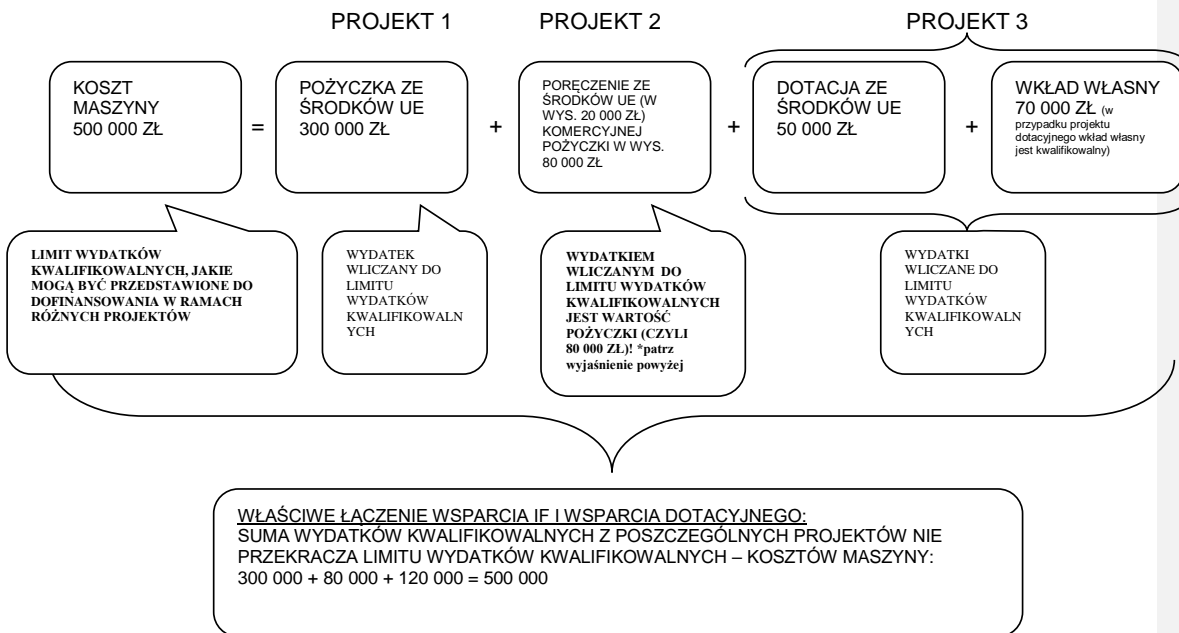 PROJEKT 1
PROJEKT 2
PROJEKT 3
KOSZT
MASZYNY
500 000 ZŁ
=
POŻYCZKA ZE
ŚRODKÓW UE
300 000 ZŁ
+
PORĘCZENIE ZE
ŚRODKÓW UE (W
WYS. 20 000 ZŁ)
KOMERCYJNEJ
POŻYCZKI W WYS.
80 000 ZŁ
+
DOTACJA ZE
ŚRODKÓW UE
50 000 ZŁ
+
WKŁAD WŁASNY
70 000 ZŁ (w
przypadku projektu
dotacyjnego wkład własny
jest kwalifikowalny)
LIMIT WYDATKÓW
KWALIFIKOWALNYCH, JAKIE
MOGĄ BYĆ PRZEDSTAWIONE DO
DOFINANSOWANIA W RAMACH
RÓŻNYCH PROJEKTÓW
WYDATEK
WLICZANY DO
LIMITU
WYDATKÓW
KWALIFIKOWALN
YCH
WYDATKIEM
WLICZANYM DO
LIMITU WYDATKÓW
KWALIFIKOWALNYCH
JEST WARTOŚĆ
POŻYCZKI (CZYLI
80 000 ZŁ)! *patrz
wyjaśnienie powyżej
WYDATKI
WLICZANE DO
LIMITU
WYDATKÓW
KWALIFIKOWALN
YCH
WŁAŚCIWE ŁĄCZENIE WSPARCIA IF I WSPARCIA DOTACYJNEGO:
SUMA WYDATKÓW KWALIFIKOWALNYCH Z POSZCZEGÓLNYCH PROJEKTÓW NIE
PRZEKRACZA LIMITU WYDATKÓW KWALIFIKOWALNYCH – KOSZTÓW MASZYNY:
300 000 + 80 000 + 120 000 = 500 000